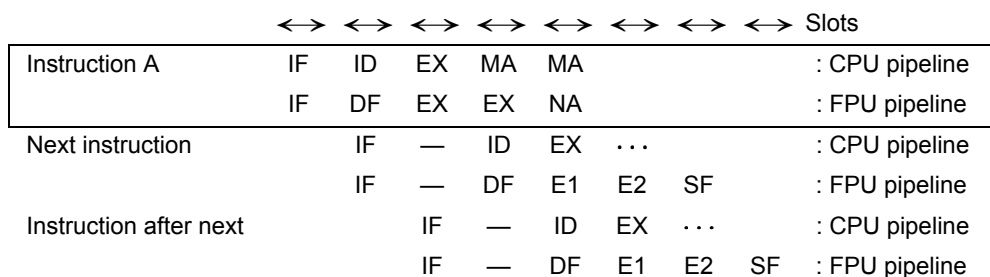 Slots
Instruction A IF ID EX MA MA : CPU pipeline
IF DF EX EX NA : FPU pipeline
Next instruction IF — ID EX ··· : CPU pipeline
IF — DF E1 E2 SF : FPU pipeline
Instruction after next IF — ID EX ··· : CPU pipeline
IF — DF E1 E2 SF : FPU pipeline